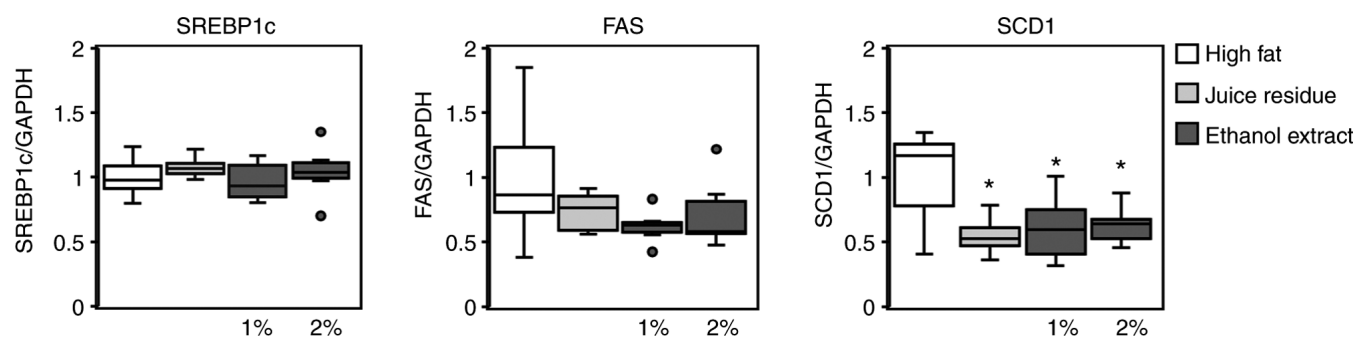 SREBP1c
SREBP1c/GAPDH
2
1.5
1
0.5
0
1%
2%
FAS
FAS/GAPDH
2
1.5
1
0.5
0
1%
2%
SCD1
SCD1/GAPDH
2
1.5
1
0.5
0
*
*
*
1%
2%
High fat
Juice residue
Ethanol extract